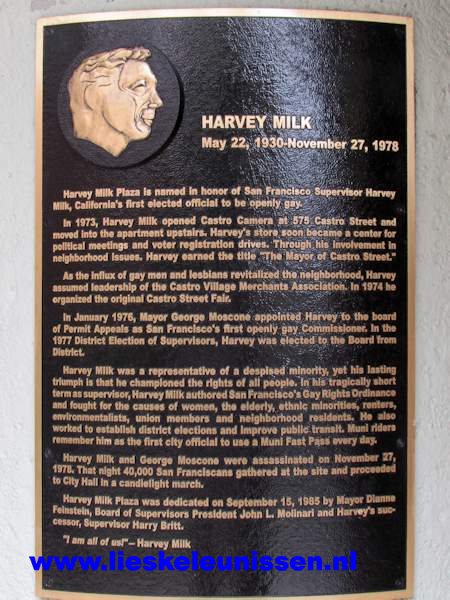 HARVEY MILK
May 22, 1930-November 27, 1978
Harvey Milk Plaza is named in honor of San Francisco Supervisor Harvey
Milk, California's first elected official to be openly gay.
In 1973, Harvey Milk opened Castro Camera at 575 Castro Street and
moved into the apartment upstairs. Harvey's store soon became a center for
political meetings and voter registration drives. Through his involvement in
neighborhood issues. Harvey earned the title "The Mayor of Castro Street."
As the influx of gay men and lesbians revitalized the neighborhood, Harvey
assumed leadership of the Castro Village Merchants Association. In 1974 he
organized the original Castro Street Fair.
In January 1976, Mayor George Moscone appointed Harvey to the board
of Permit Appeals as San Francisco's first openly gay Commissioner. In the
1977 District Election of Supervisors, Harvey was elected to the Board from
District.
Harvey Milk was a representative of a despised minority, yet his lasting
triumph is that he championed the rights of all people. In his tragically short
term as supervisor, Harvey Milk authored San Francisco's Gay Rights Ordinance
and fought for the causes of women, the elderly, ethnic minorities, renters,
environmentalists, union members and neighborhood residents. He also
worked to establish district elections and improve public transit. Muni riders
remember him as the first city official to use a Muni Fast Pass every day.
Harvey Milk and George Moscone were assassinated on November 27,
1978. That night 40,000 San Franciscans gathered at the site and proceeded
to City Hall in a candlelight march.
Harvey Milk Plaza was dedicated on September 15, 1985 by Mayor Dianne
Feinstein, Board of Supervisors President John L. Molinari and Harvey's suc-
cessor, Supervisor Harry Britt.
"I am all of us!"— Harvey Milk
www.lieskeleunissen.nl